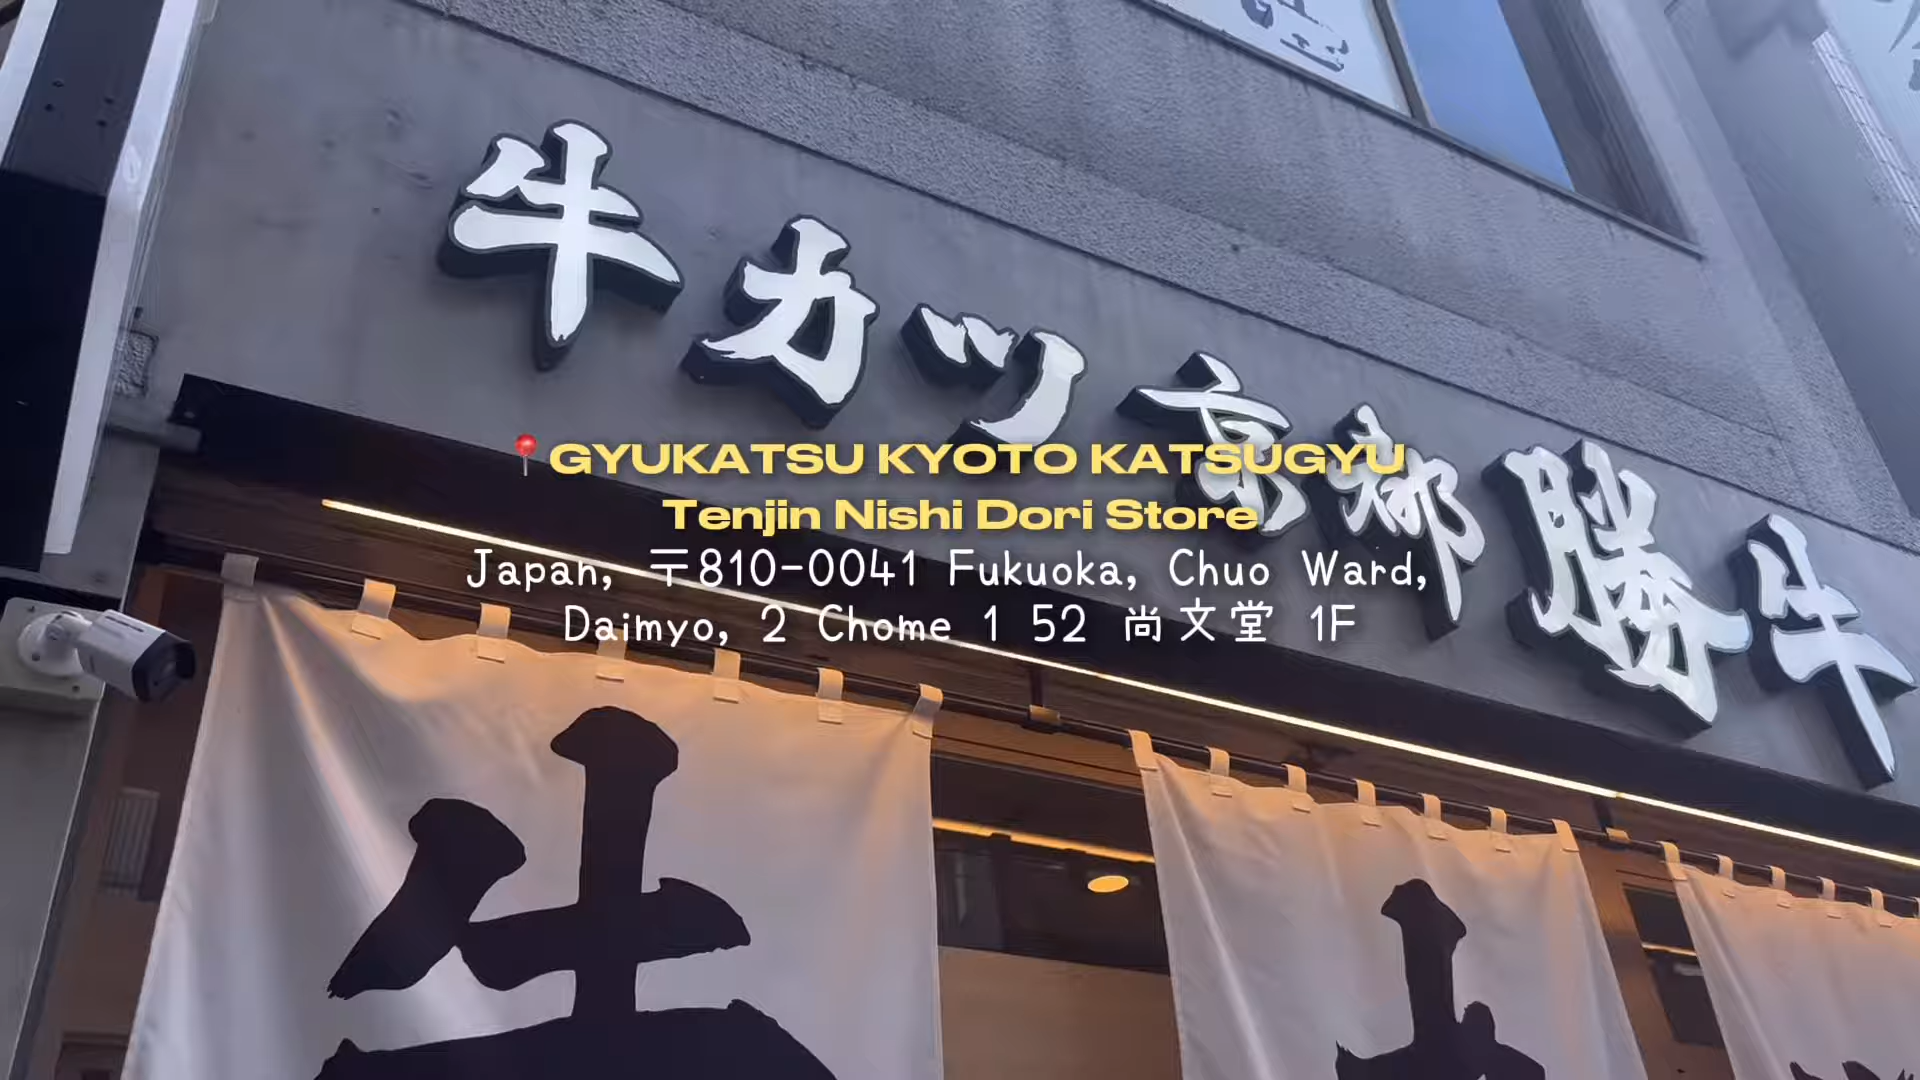 牛カツ京都勝牛
📍GYUKATSU KYOTO KATSUGYU
Tenjin Nishi Dori Store
Japan, 〒810-0041 Fukuoka, Chuo Ward,
Daimyo, 2 Chome 1 52 尚文堂 1F
牛